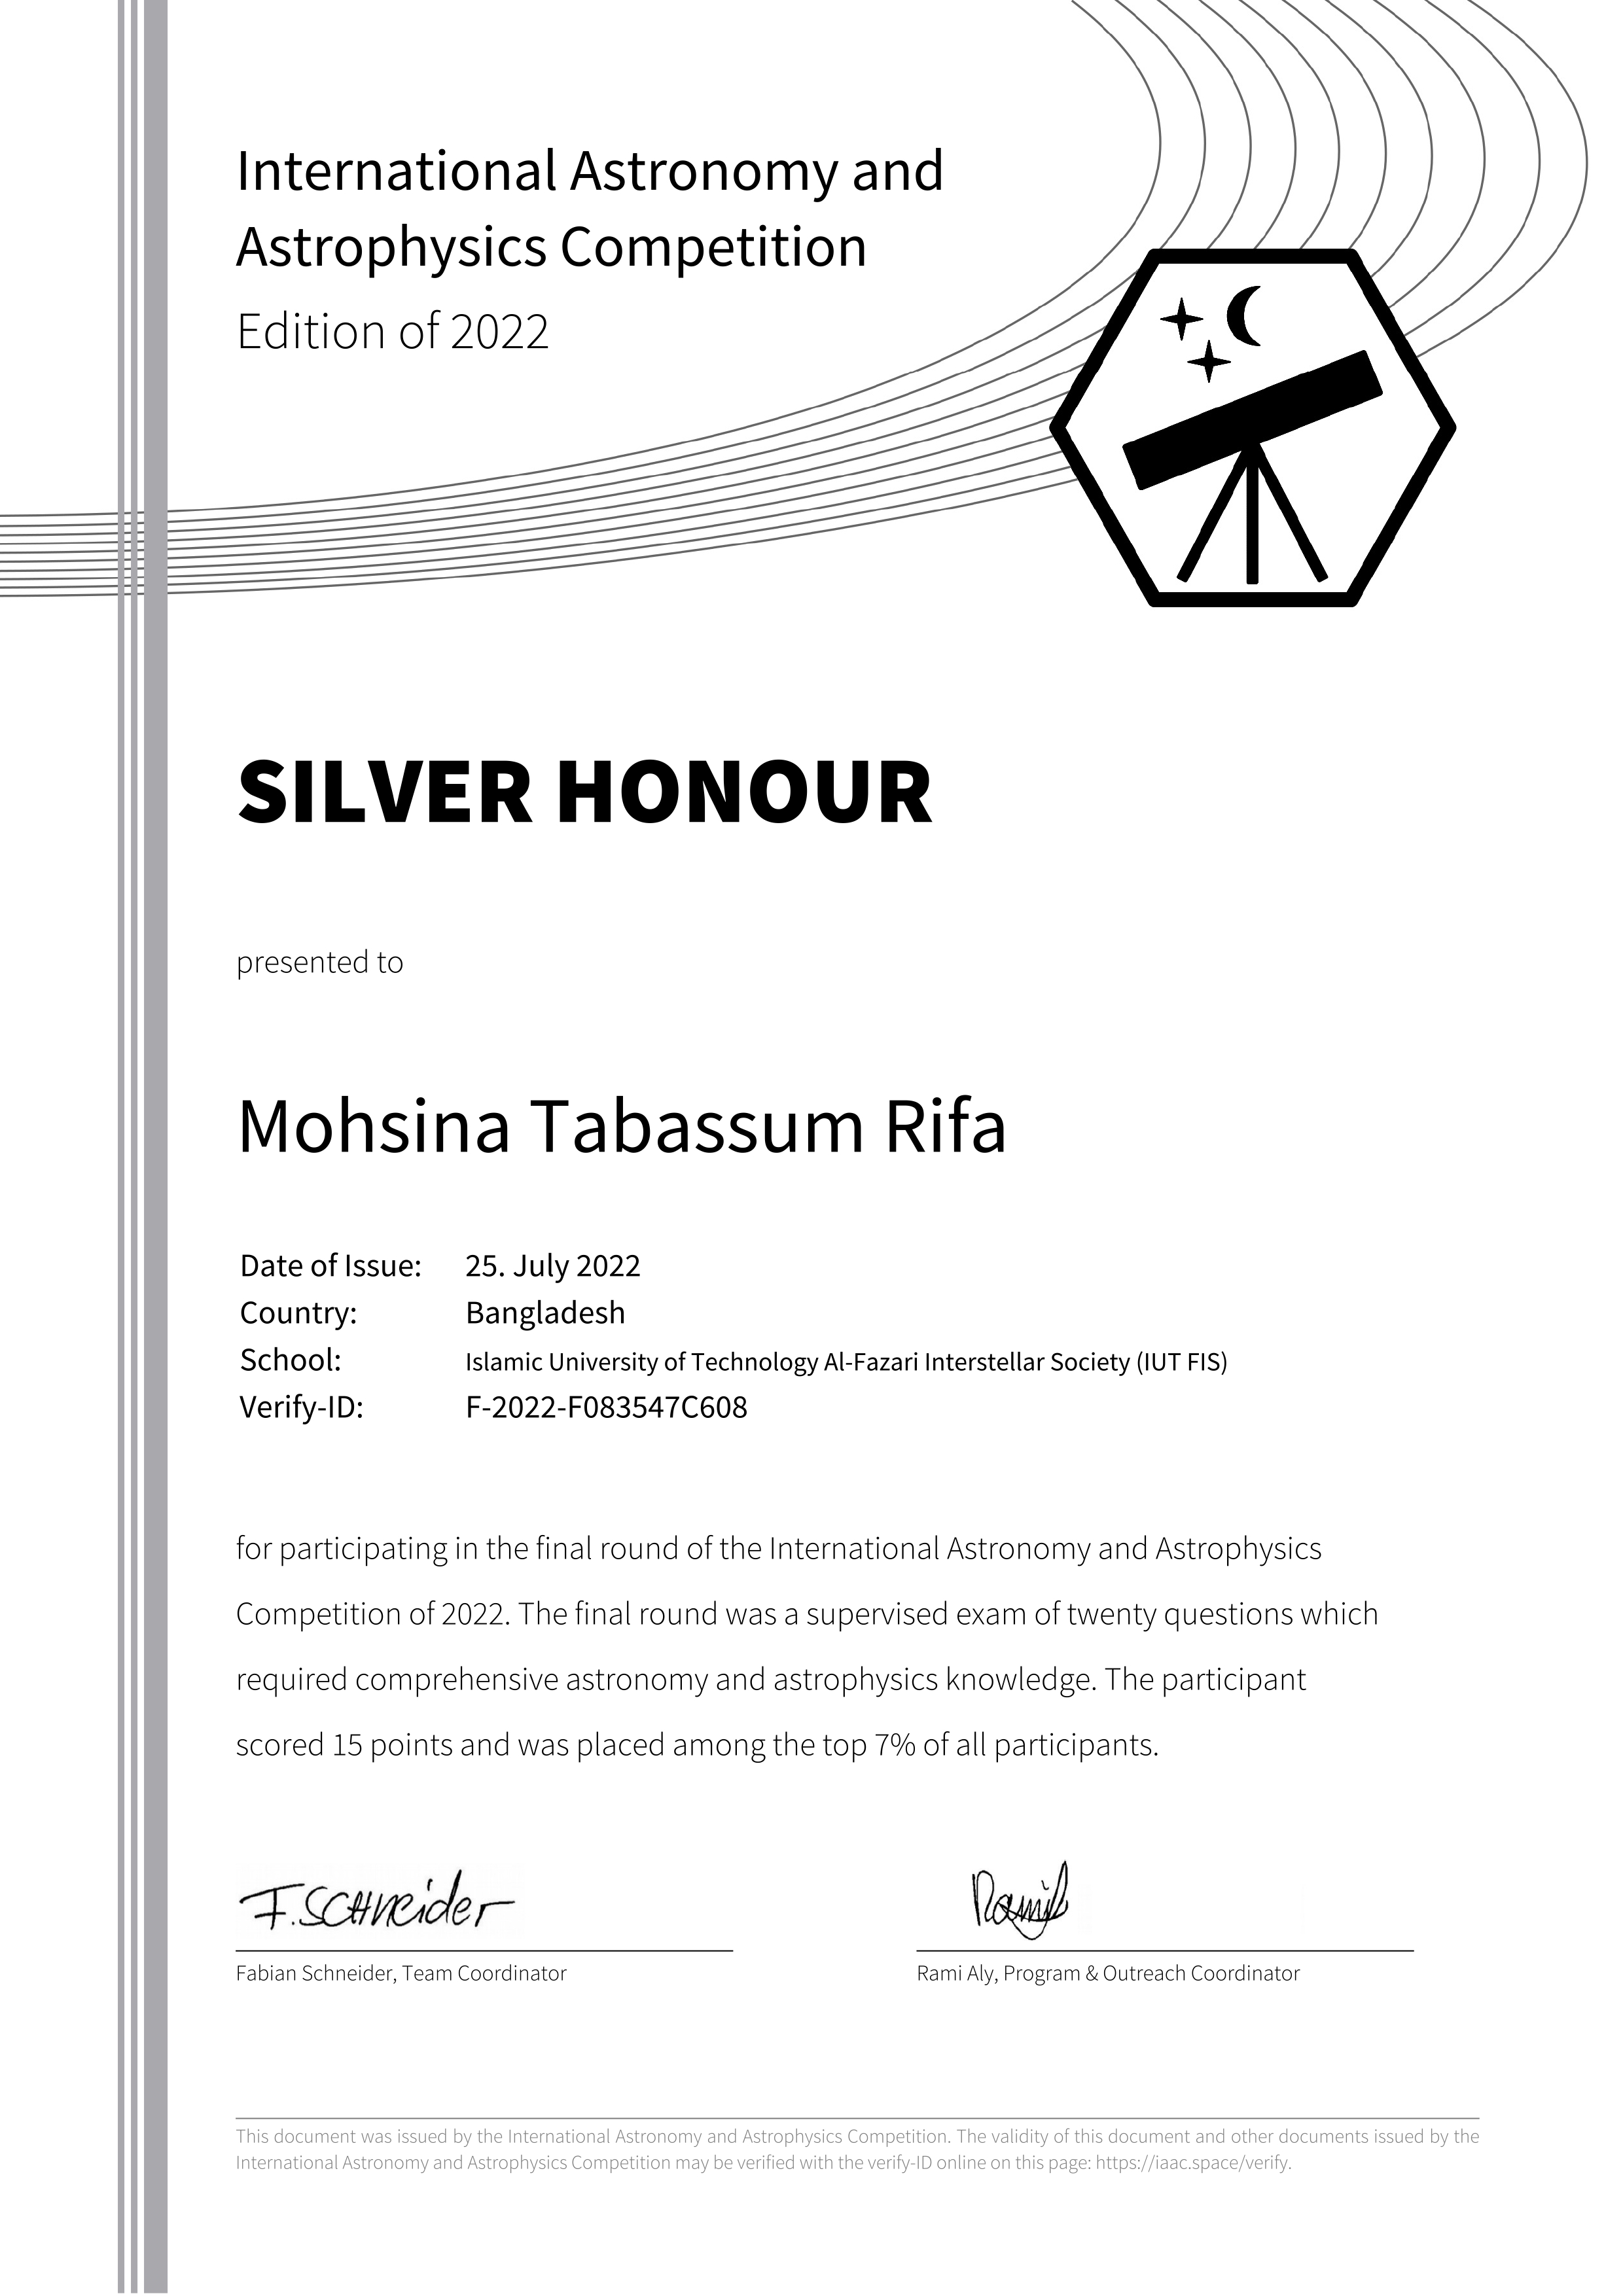 International Astronomy and
Astrophysics Competition
Edition of 2022
SILVER HONOUR
presented to
Mohsina Tabassum Rifa
Date of Issue: 25. July 2022
Country: Bangladesh
School: Islamic University of Technology Al-Fazari Interstellar Society (IUT FIS)
Verify-ID: F-2022-F083547C608
for participating in the final round of the International Astronomy and Astrophysics
Competition of 2022. The final round was a supervised exam of twenty questions which
required comprehensive astronomy and astrophysics knowledge. The participant
scored 15 points and was placed among the top 7% of all participants.
F. SCHNeider
Fabian Schneider, Team Coordinator
Rami Aly, Program & Outreach Coordinator
This document was issued by the International Astronomy and Astrophysics Competition. The validity of this document and other documents issued by the
International Astronomy and Astrophysics Competition may be verified with the verify-ID online on this page: https://iaac.space/verify.